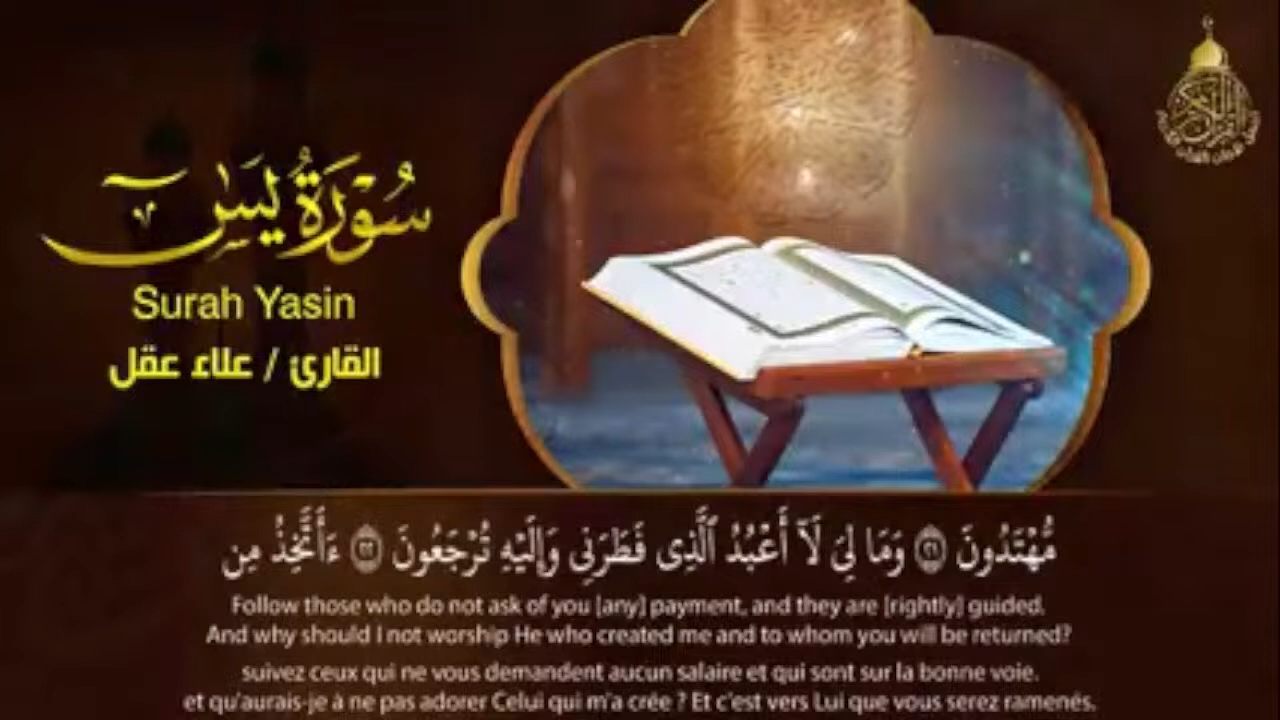 سُورَةُ يسٓ
Surah Yasin
القارئ / علاء عقل
مُّهْتَدُونَ ٢١ وَمَا لِيَ لَآ أَعْبُدُ ٱلَّذِى فَطَرَنِى وَإِلَيْهِ تُرْجَعُونَ ٢٢ ءَأَتَّخِذُ مِن
Follow those who do not ask of you [any] payment, and they are [rightly] guided.
And why should I not worship He who created me and to whom you will be returned?
suivez ceux qui ne vous demandent aucun salaire et qui sont sur la bonne voie.
et qu'aurais-je à ne pas adorer Celui qui m'a crée ? Et c'est vers Lui que vous serez ramenés.